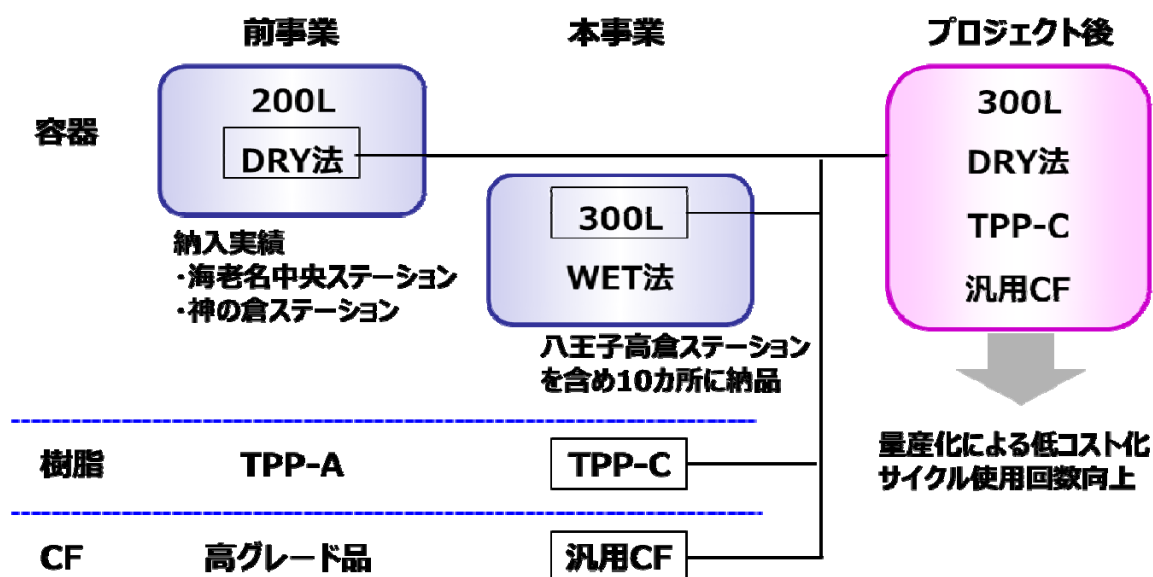 前事業
本事業
プロジェクト後
容器
200L
DRY法
納入実績
・海老名中央ステーション
・神の倉ステーション
300L
WET法
八王子高倉ステーション
を含め10カ所に納品
300L
DRY法
TPP-C
汎用CF
量産化による低コスト化
サイクル使用回数向上
樹脂
TPP-A
TPP-C
CF
高グレード品
汎用CF